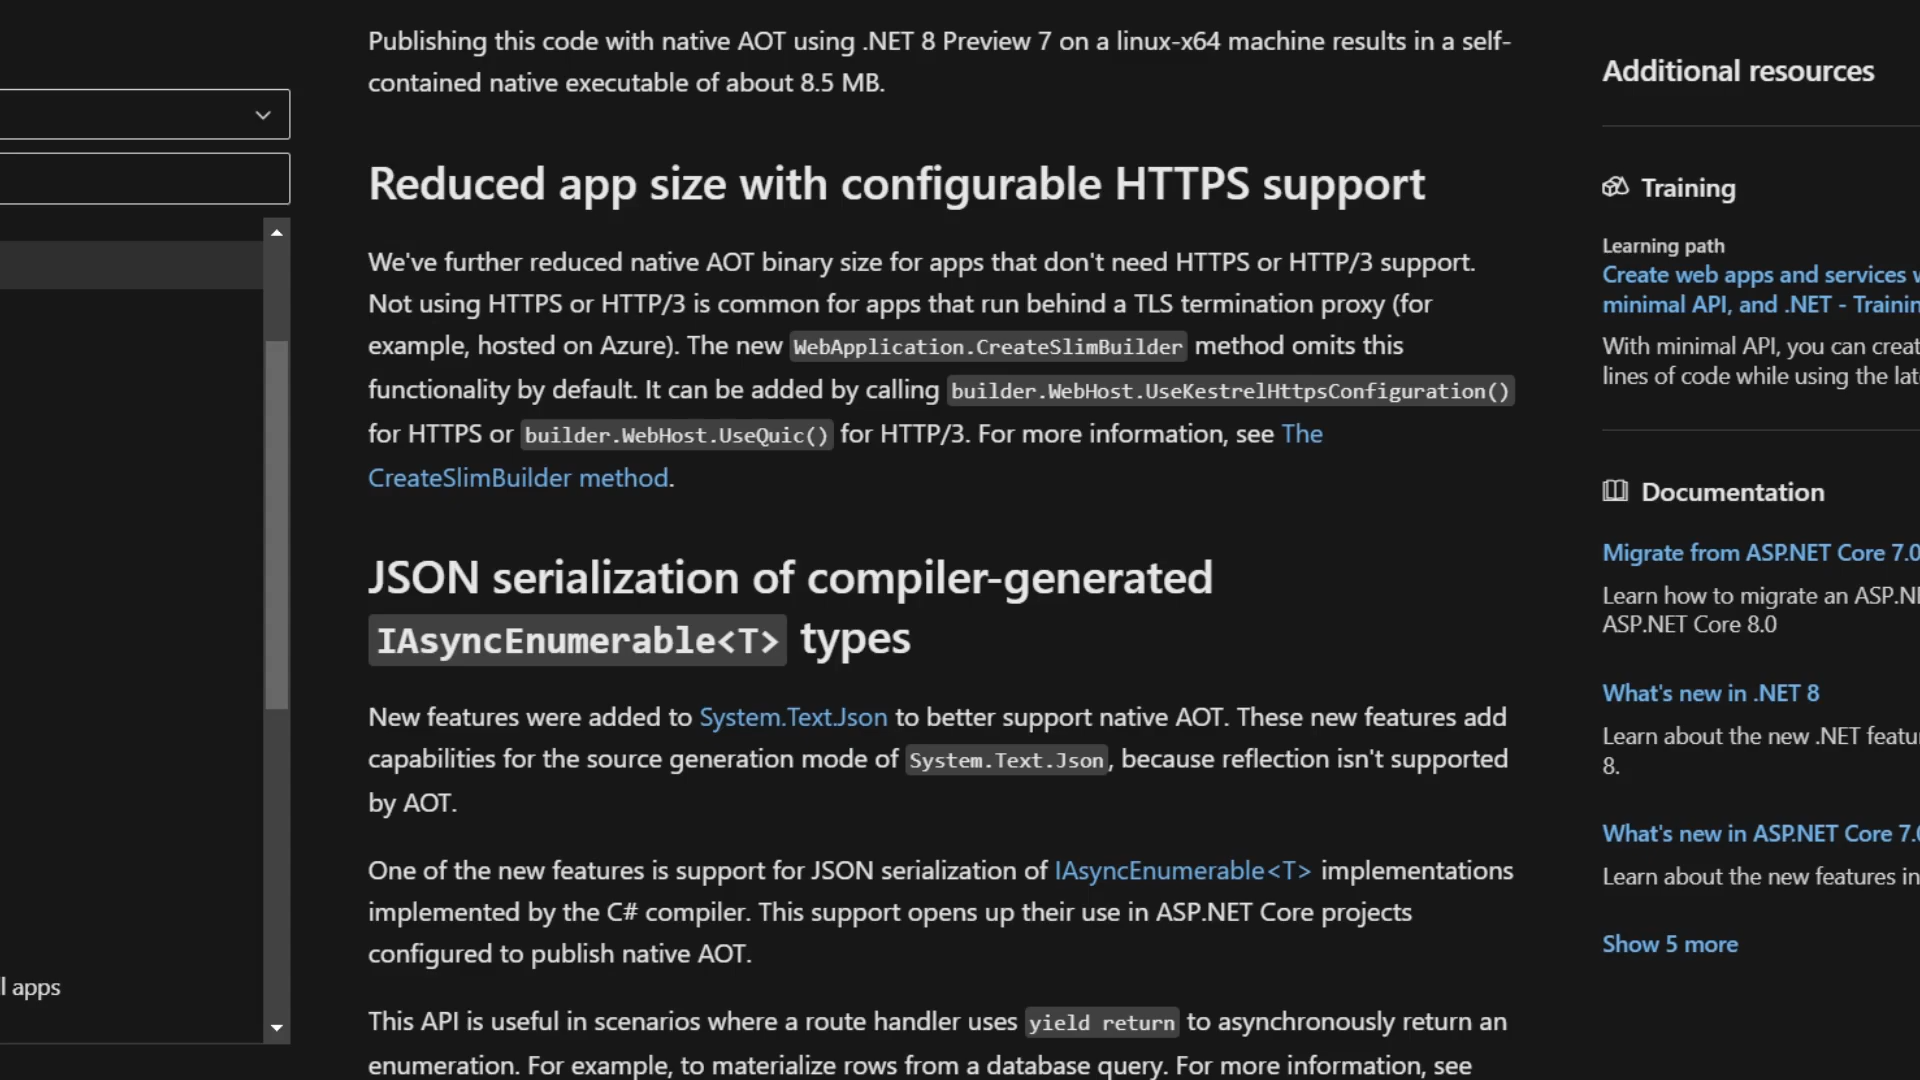 Publishing this code with native AOT using .NET 8 Preview 7 on a linux-x64 machine results in a self-
contained native executable of about 8.5 MB.
Reduced app size with configurable HTTPS support
We've further reduced native AOT binary size for apps that don't need HTTPS or HTTP/3 support.
Not using HTTPS or HTTP/3 is common for apps that run behind a TLS termination proxy (for
example, hosted on Azure). The new WebApplication.CreateSlimBuilder method omits this
functionality by default. It can be added by calling builder.WebHost.UseKestrelHttpsConfiguration()
for HTTPS or builder.WebHost.UseQuic() for HTTP/3. For more information, see The
CreateSlimBuilder method.
JSON serialization of compiler-generated
IAsyncEnumerable<T> types
New features were added to System.Text.Json to better support native AOT. These new features add
capabilities for the source generation mode of System.Text.Json, because reflection isn't supported
by AOT.
One of the new features is support for JSON serialization of IAsyncEnumerable<T> implementations
implemented by the C# compiler. This support opens up their use in ASP.NET Core projects
configured to publish native AOT.
This API is useful in scenarios where a route handler uses yield return to asynchronously return an
enumeration. For example, to materialize rows from a database query. For more information, see
apps
Additional resources
Training
Learning path
Create web apps and services
minimal API, and .NET -
With minimal API, you can
lines of code while using the
Documentation
Migrate from ASP.NET Core 7.0
Learn how to migrate an
ASP.NET Core 8.0
What's new in .NET 8
Learn about the new .NET
8.
What's new in ASP.NET Core 7.0
Learn about the new features in
Show 5 more